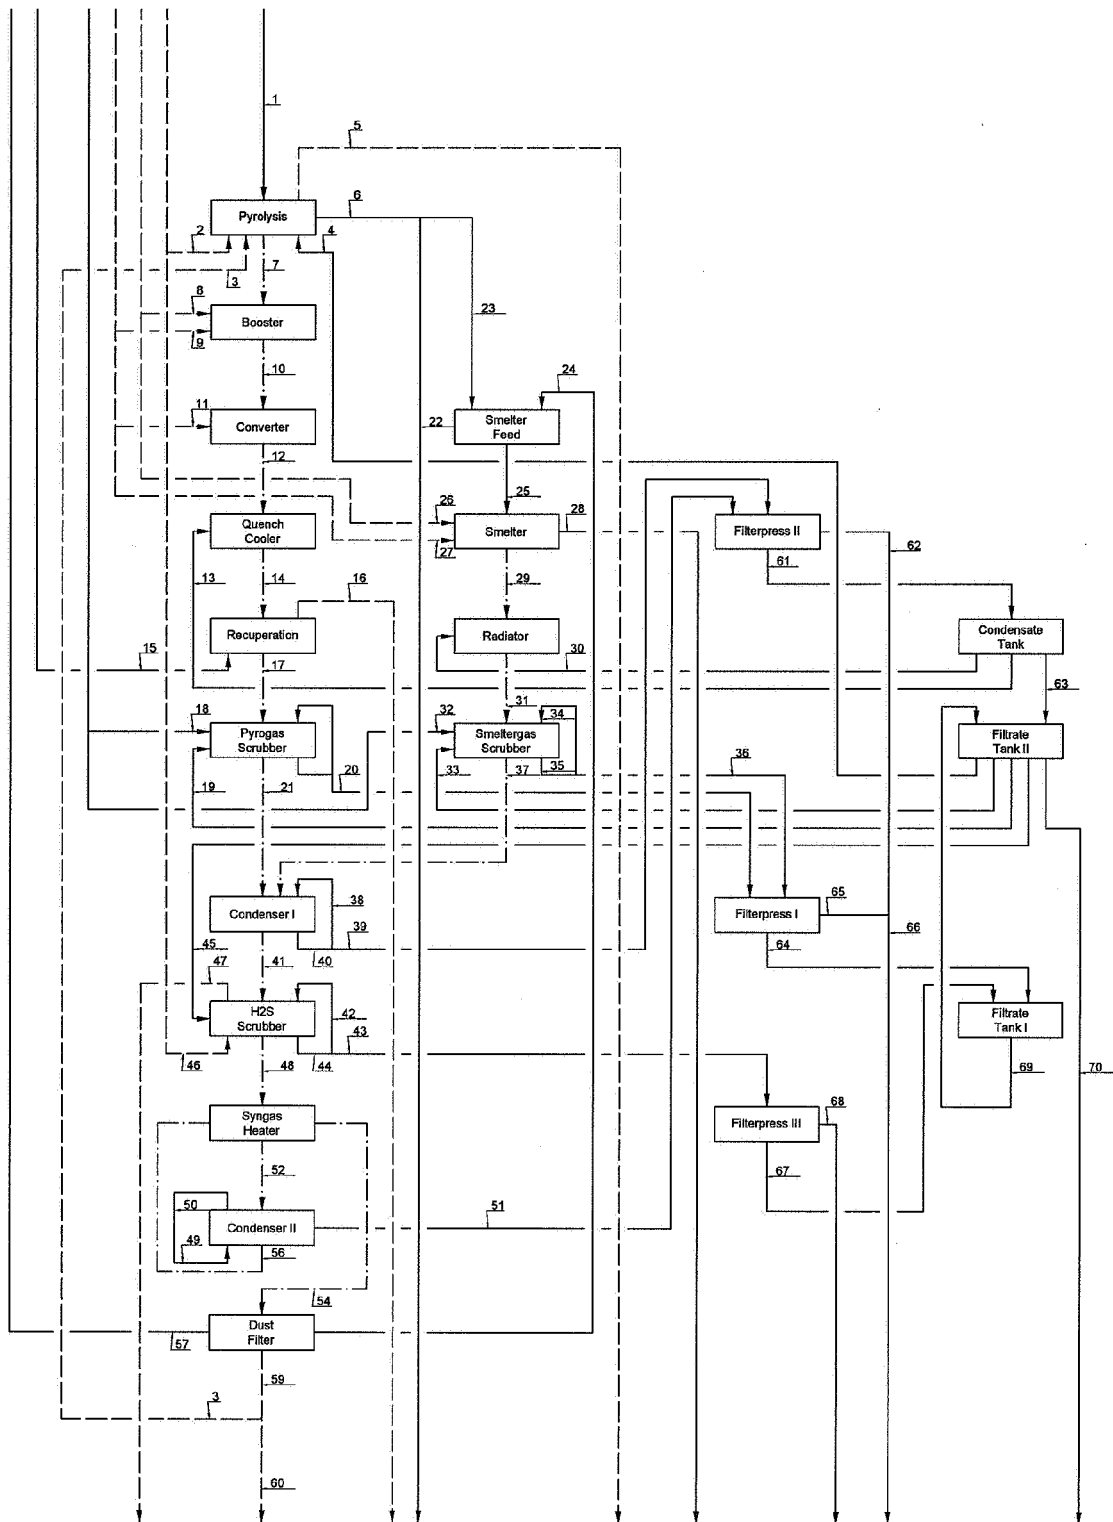 1
5
Pyrolysis
6
2
4
7
3
8
23
Booster
9
10
24
11
22
Converter
Smelter
Feed
12
25
26
28
Quench
Cooler
Smelter
Filterpress II
27
62
61
13
14
16
29
Recuperation
Radiator
Condensate
Tank
15
17
30
63
31
18
32
34
Pyrogas
Scrubber
Smeltergas
Scrubber
Filtrate
Tank II
36
35
20
33
37
19
21
38
65
Condenser I
Filterpress I
39
66
45
47
41
40
64
H2S
Scrubber
42
43
Filtrate
Tank I
46
48
44
69
70
Syngas
Heater
68
Filterpress III
52
67
50
51
Condenser II
49
56
54
Dust
Filter
57
59
3
60